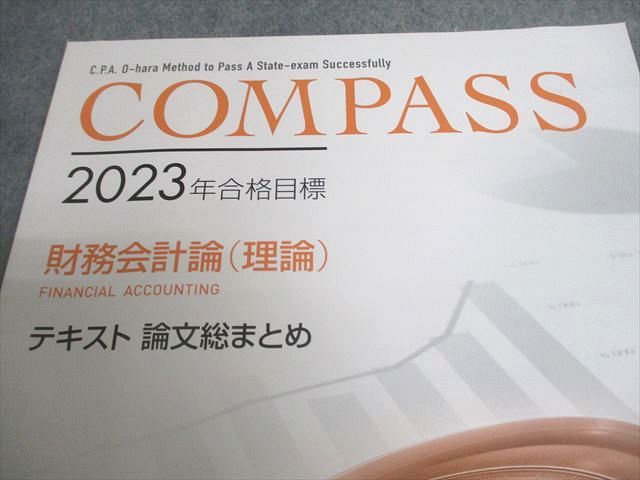 C.P.A. O-hara Method to Pass A State-exam Successfully
COMPASS
2023年合格目標
財務会計論(理論)
FINANCIAL ACCOUNTING
テキスト 論文総まとめ